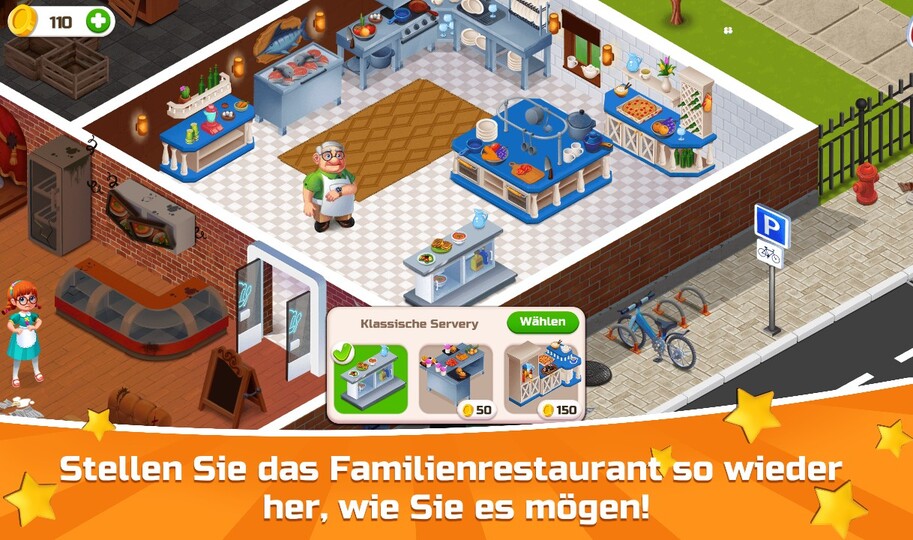 110
P
Klassische Servery
Wählen
50
150
Stellen Sie das Familienrestaurant so wieder
her, wie Sie es mögen!